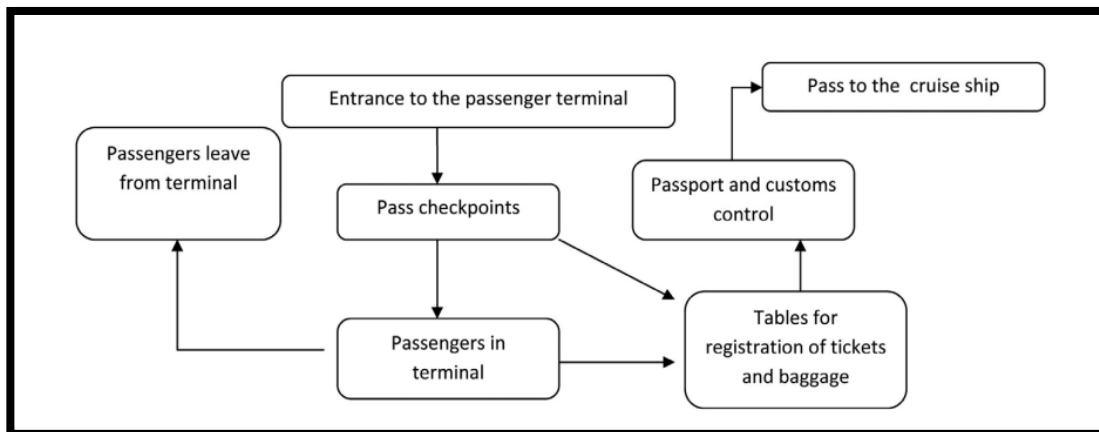 Entrance to the passenger terminal
Pass to the cruise ship
Passengers leave
from terminal
Pass checkpoints
Passport and customs
control
Passengers in
terminal
Tables for
registration of tickets
and baggage